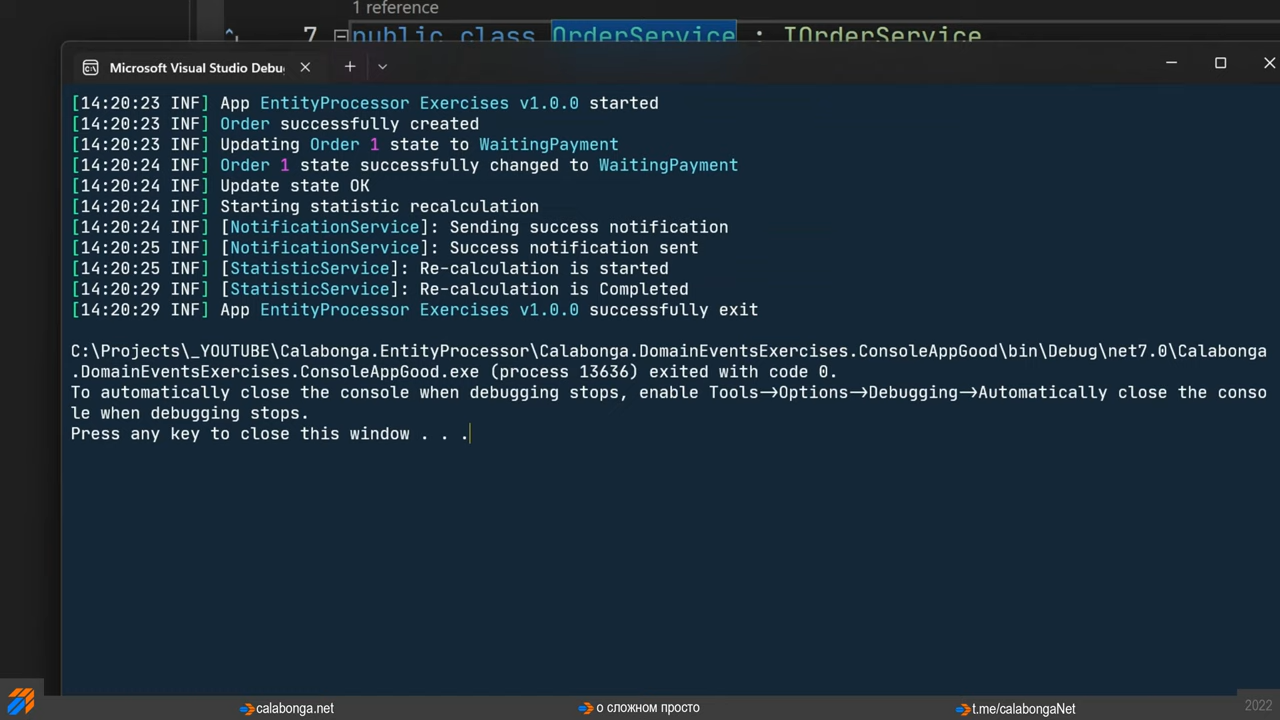 1 reference
7 public class OrderService : IOrderService
Microsoft Visual Studio Debu
[14:20:23 INF] App EntityProcessor Exercises v1.0.0 started
[14:20:23 INF] Order successfully created
[14:20:23 INF] Updating Order 1 state to WaitingPayment
[14:20:24 INF] Order 1 state successfully changed to WaitingPayment
[14:20:24 INF] Update state OK
[14:20:24 INF] Starting statistic recalculation
[14:20:24 INF] [NotificationService]: Sending success notification
[14:20:25 INF] [NotificationService]: Success notification sent
[14:20:25 INF] [StatisticService]: Re-calculation is started
[14:20:29 INF] [StatisticService]: Re-calculation is Completed
[14:20:29 INF] App EntityProcessor Exercises v1.0.0 successfully exit
C:\Projects\_YOUTUBE\Calabonga.EntityProcessor\Calabonga.DomainEventsExercises.ConsoleAppGood\bin\Debug\net7.0\Calabonga
.DomainEventsExercises.ConsoleAppGood.exe (process 13636) exited with code 0.
To automatically close the console when debugging stops, enable Tools→Options→Debugging→Automatically close the conso
le when debugging stops.
Press any key to close this window . . .
calabonga.net
о сложном просто
t.me/calabongaNet
2022